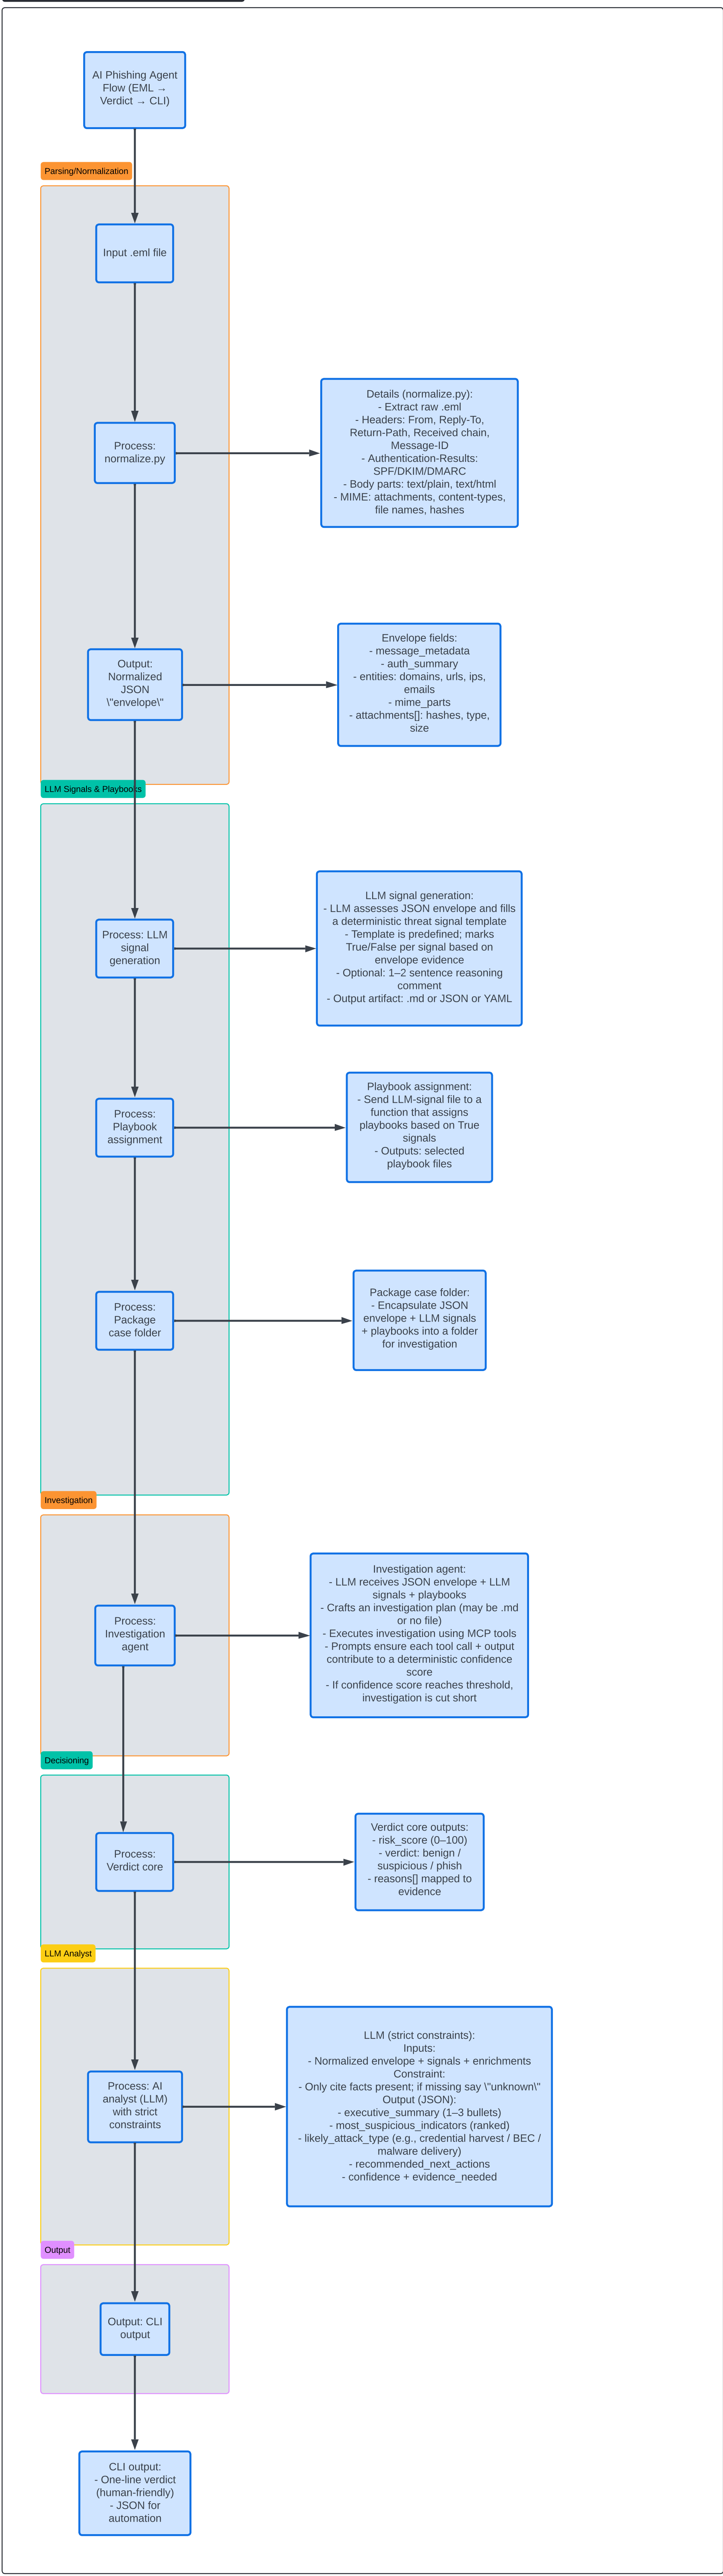 AI Phishing Agent
Flow (EML →
Verdict → CLI)
Parsing/Normalization
Input .eml file
Process:
normalize.py
Details (normalize.py):
- Extract raw .eml
- Headers: From, Reply-To,
Return-Path, Received chain,
Message-ID
- Authentication-Results:
SPF/DKIM/DMARC
- Body parts: text/plain, text/html
- MIME: attachments, content-types,
file names, hashes
Output:
Normalized
JSON
\"envelope\"
Envelope fields:
- message_metadata
- auth_summary
- entities: domains, urls, ips,
emails
- mime_parts
- attachments[]: hashes, type,
size
LLM Signals & Playbooks
Process: LLM
signal
generation
LLM signal generation:
- LLM assesses JSON envelope and fills
a deterministic threat signal template
- Template is predefined; marks
True/False per signal based on
envelope evidence
- Optional: 1–2 sentence reasoning
comment
- Output artifact: .md or JSON or YAML
Process:
Playbook
assignment
Playbook assignment:
- Send LLM-signal file to a
function that assigns
playbooks based on True
signals
- Outputs: selected
playbook files
Process:
Package
case folder
Package case folder:
- Encapsulate JSON
envelope + LLM signals
+ playbooks into a folder
for investigation
Investigation
Process:
Investigation
agent
Investigation agent:
- LLM receives JSON envelope + LLM
signals + playbooks
- Crafts an investigation plan (may be .md
or no file)
- Executes investigation using MCP tools
- Prompts ensure each tool call + output
contribute to a deterministic confidence
score
- If confidence score reaches threshold,
investigation is cut short
Decisioning
Process:
Verdict core
Verdict core outputs:
- risk_score (0–100)
- verdict: benign /
suspicious / phish
- reasons[] mapped to
evidence
LLM Analyst
Process: AI
analyst (LLM)
with strict
constraints
LLM (strict constraints):
Inputs:
- Normalized envelope + signals + enrichments
Constraint:
- Only cite facts present; if missing say \"unknown\"
Output (JSON):
- executive_summary (1–3 bullets)
- most_suspicious_indicators (ranked)
- likely_attack_type (e.g., credential harvest / BEC /
malware delivery)
- recommended_next_actions
- confidence + evidence_needed
Output
Output: CLI
output
CLI output:
- One-line verdict
(human-friendly)
- JSON for
automation